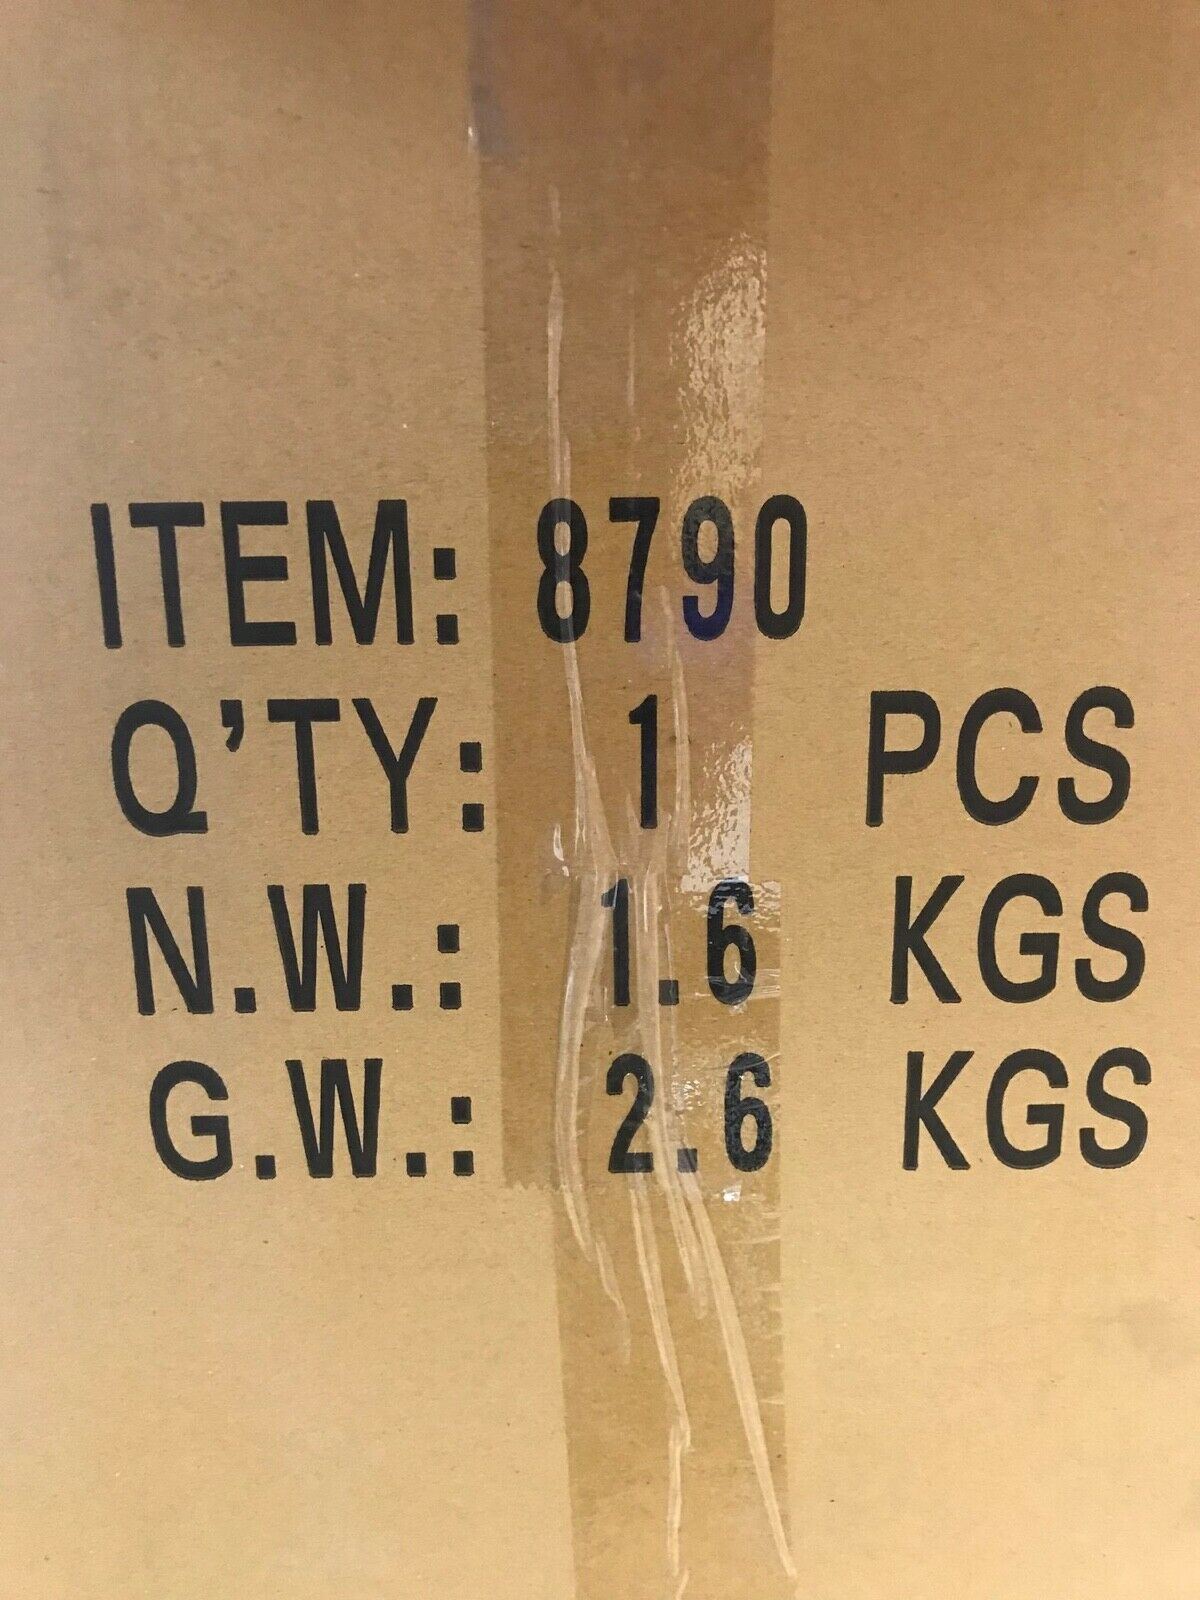 ITEM: 8790
Q'TY: 1 PCS
N.W.: 1.6 KGS
G.W.: 2.6 KGS